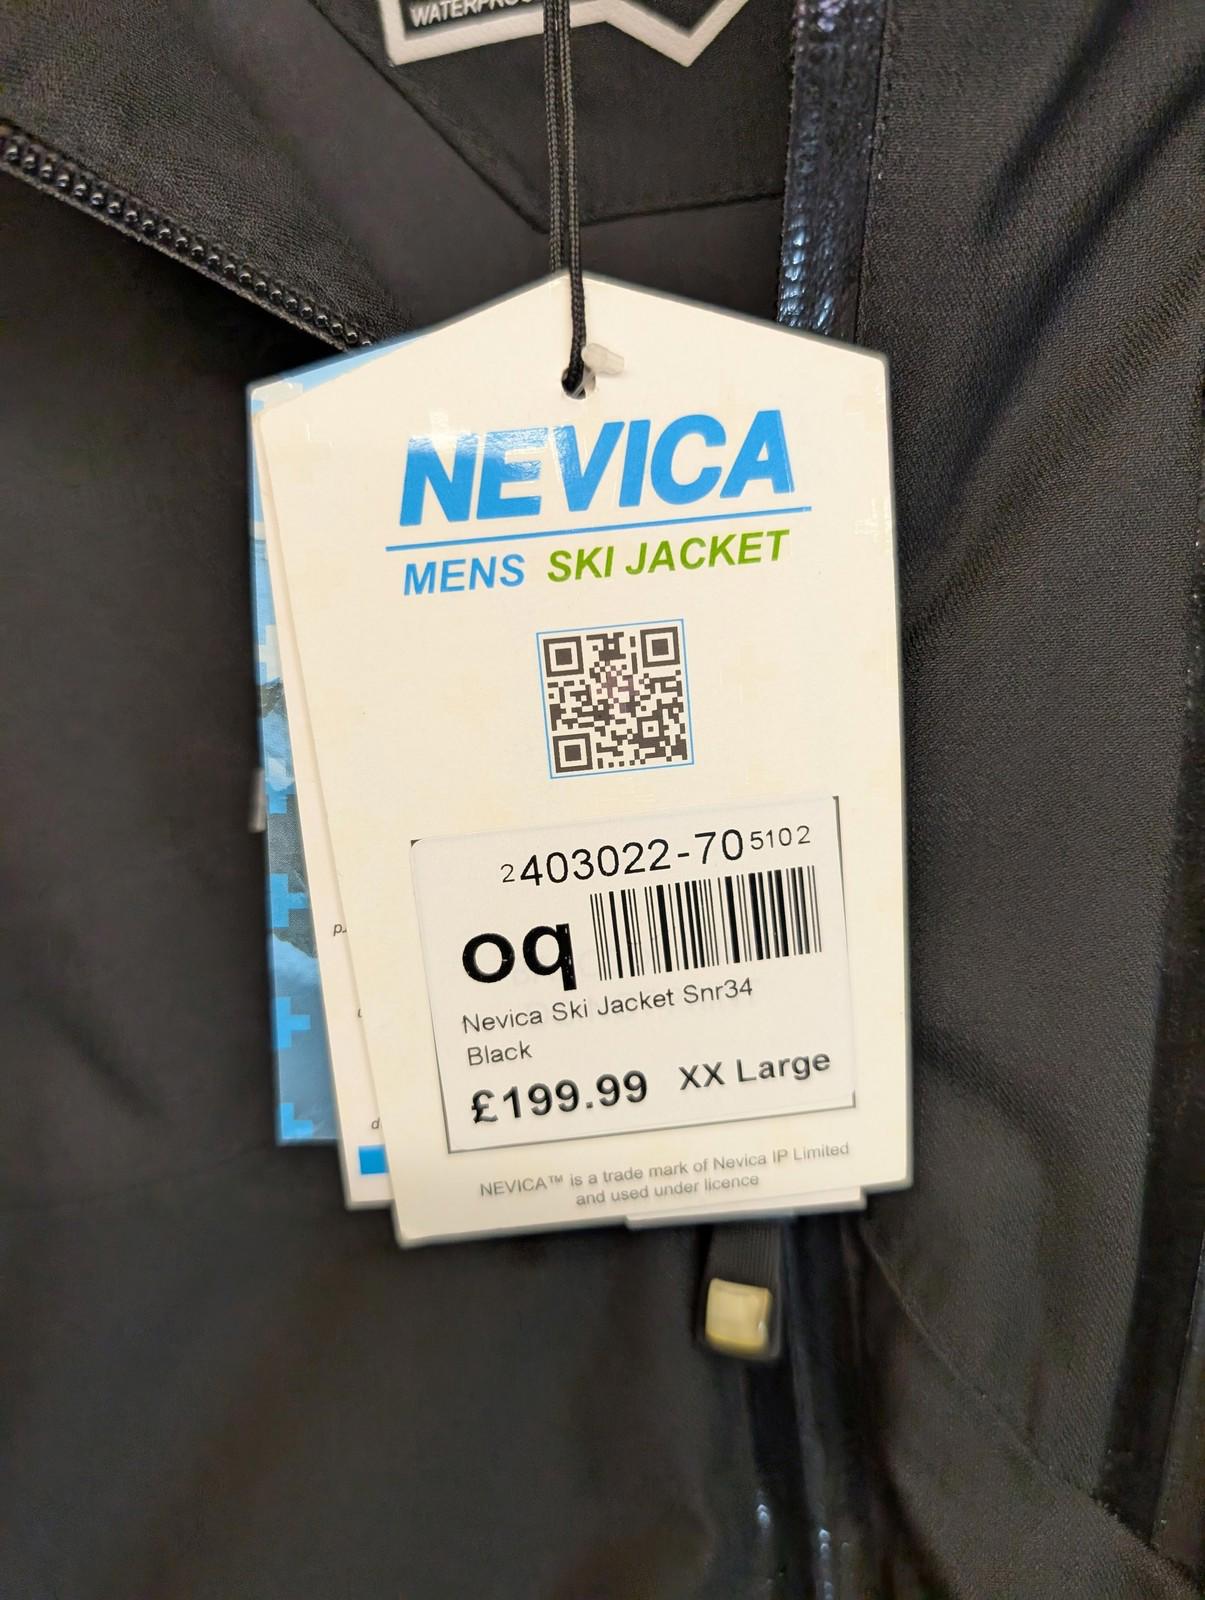 NEVICA
MENS SKI JACKET
2403022-705102
oq
Nevica Ski Jacket Snr34
Black
£199.99 XX Large
NEVICA™ is a trade mark of Nevica IP Limited
and used under licence